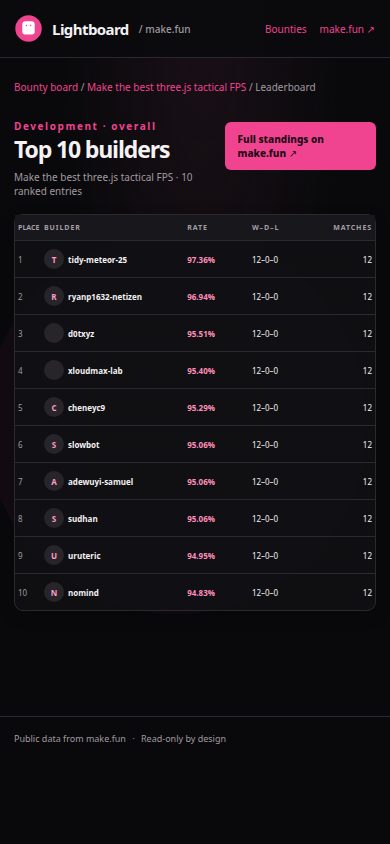 Lightboard / make.fun Bounties make.fun ↗
Bounty board / Make the best three.js tactical FPS / Leaderboard
Development · overall
Top 10 builders
Make the best three.js tactical FPS · 10
ranked entries
Full standings on
make.fun ↗
PLACE BUILDER RATE W–D–L MATCHES
1 T tidy-meteor-25 97.36% 12–0–0 12
2 R ryanp1632-netizen 96.94% 12–0–0 12
3 d0txyz 95.51% 12–0–0 12
4 xloudmax-lab 95.40% 12–0–0 12
5 C cheneyc9 95.29% 12–0–0 12
6 S slowbot 95.06% 12–0–0 12
7 A adewuyi-samuel 95.06% 12–0–0 12
8 S sudhan 95.06% 12–0–0 12
9 U uruteric 94.95% 12–0–0 12
10 N nomind 94.83% 12–0–0 12
Public data from make.fun · Read-only by design